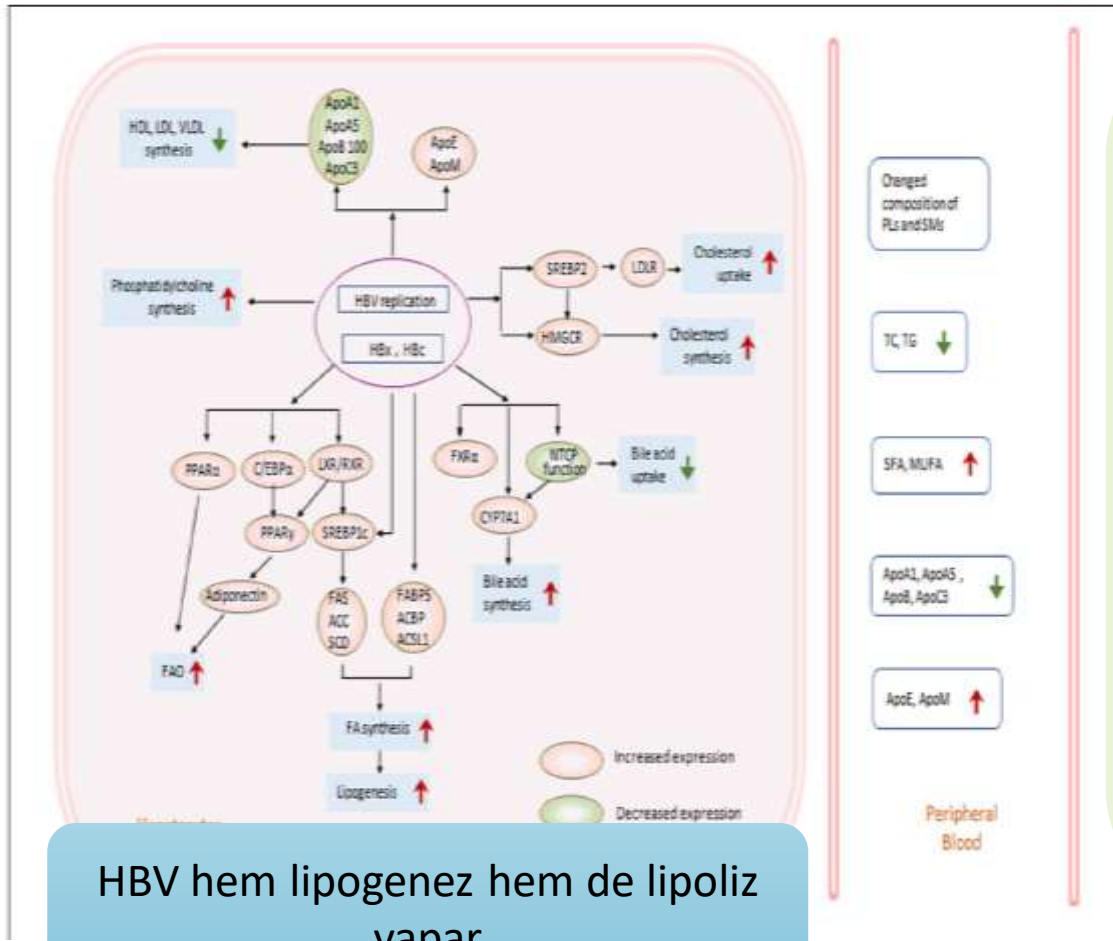 ApoA1
ApoA5
ApoB 100
ApoC3
ApoE
ApoM
HDL, LDL, VLDL
synthesis
Phosphatidylcholine
synthesis
HBV replication
HBx , HBc
SREBP2
LDLR
Cholesterol
uptake
HMGCR
Cholesterol
synthesis
PPARα
C/EBPα
LXR/RXR
FXRα
NTCP
function
Bile acid
uptake
PPARγ
SREBP1c
CYP7A1
Adiponectin
FAS
ACC
SCD
FABP5
ACBP
ACSL1
Bile acid
synthesis
FAO
FA synthesis
Lipogenesis
Increased expression
Decreased expression
Changed
composition of
PLs and SMs
TC, TG
SFA, MUFA
ApoA1, ApoA5 ,
ApoB, ApoC3
ApoE, ApoM
Peripheral
Blood
HBV hem lipogenez hem de lipoliz
yapar